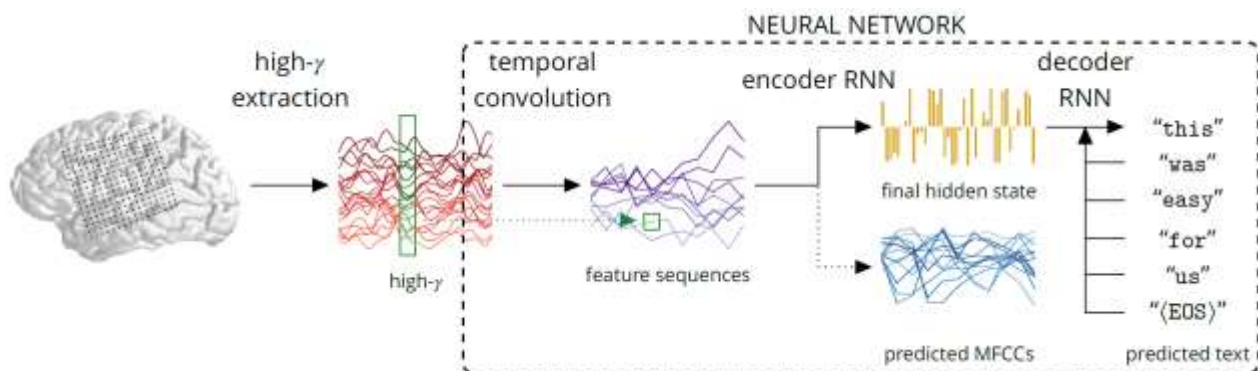 NEURAL NETWORK
high-γ
extraction
temporal
convolution
encoder RNN
decoder
RNN
high-γ
feature sequences
final hidden state
predicted MFCCs
“this”
“was”
“easy”
“for”
“us”
“⟨EOS⟩”
predicted text